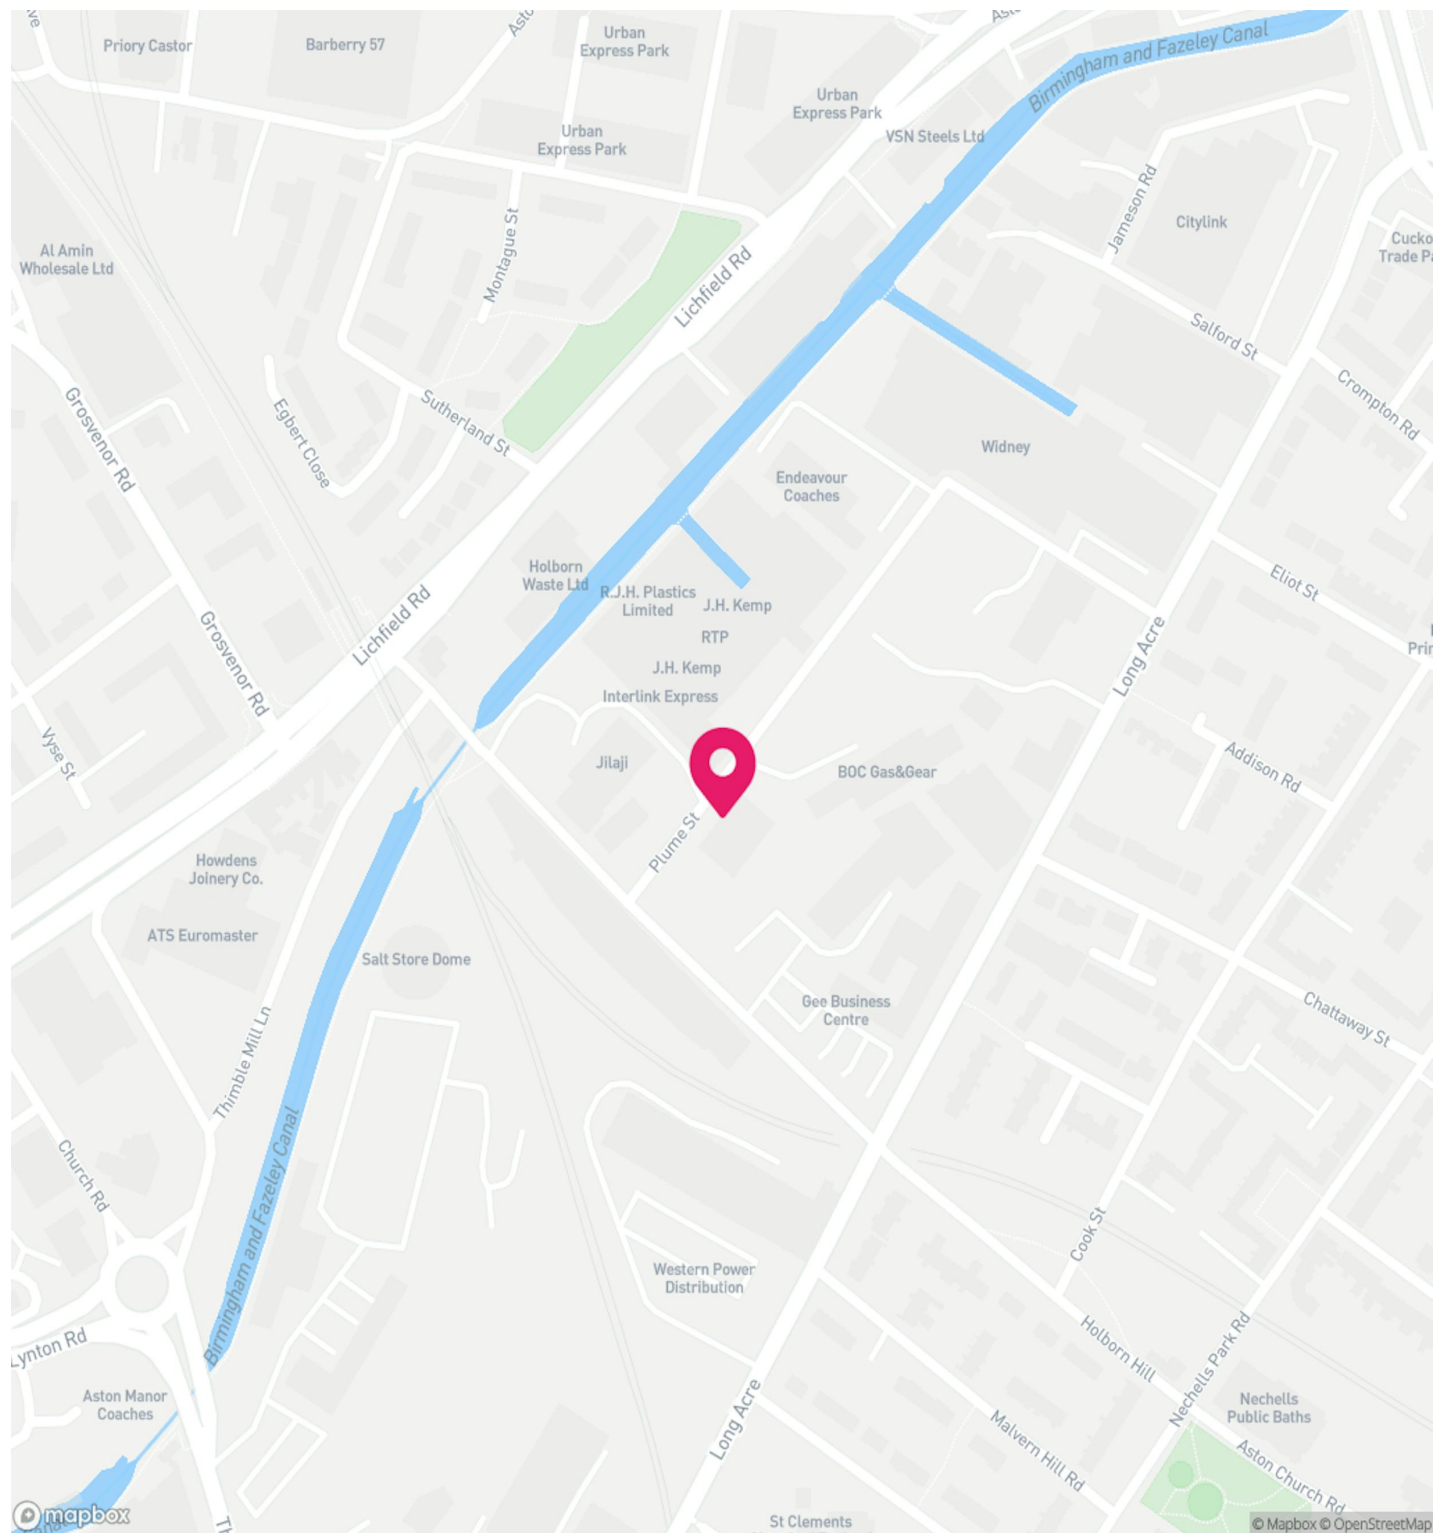 Priory Castor
Barberry 57
Urban
Express Park
Urban
Express Park
Urban
Express Park
VSN Steels Ltd
Birmingham and Fazeley Canal
Jameson Rd
Citylink
Al Amin
Wholesale Ltd
Montague St
Lichfield Rd
Salford St
Crompton Rd
Grosvenor Rd
Egbert Close
Sutherland St
Widney
Endeavour
Coaches
Holborn
Waste Ltd
R.J.H. Plastics
Limited
J.H. Kemp
RTP
J.H. Kemp
Interlink Express
Eliot St
Lichfield Rd
Grosvenor Rd
Long Acre
Vyse St
Jilaji
BOC Gas&Gear
Addison Rd
Plume St
Howdens
Joinery Co.
ATS Euromaster
Salt Store Dome
Gee Business
Centre
Chattaway St
Thimble Mill Ln
Church Rd
Birmingham and Fazeley Canal
Cook St
Western Power
Distribution
Lynton Rd
Holborn Hill
Nechells Park Rd
Aston Manor
Coaches
Long Acre
Malvern Hill Rd
Nechells
Public Baths
Aston Church Rd
St Clements
mapbox
© Mapbox © OpenStreetMap